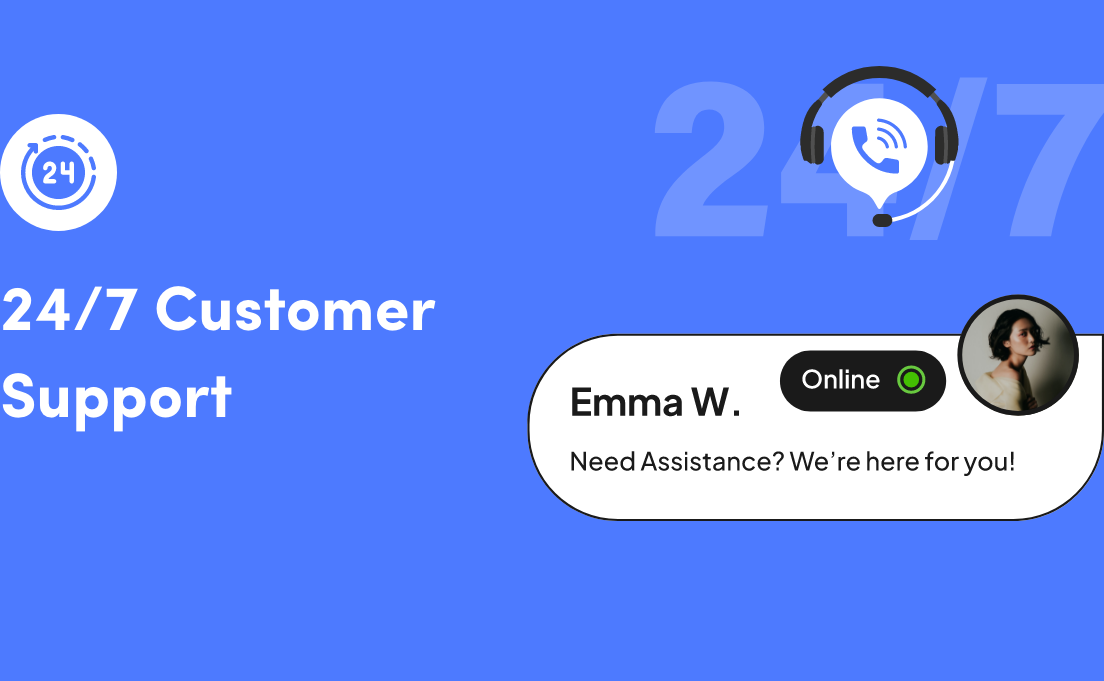 24
24/7 Customer
Support
24/7
Online
Emma W.
Need Assistance? We’re here for you!